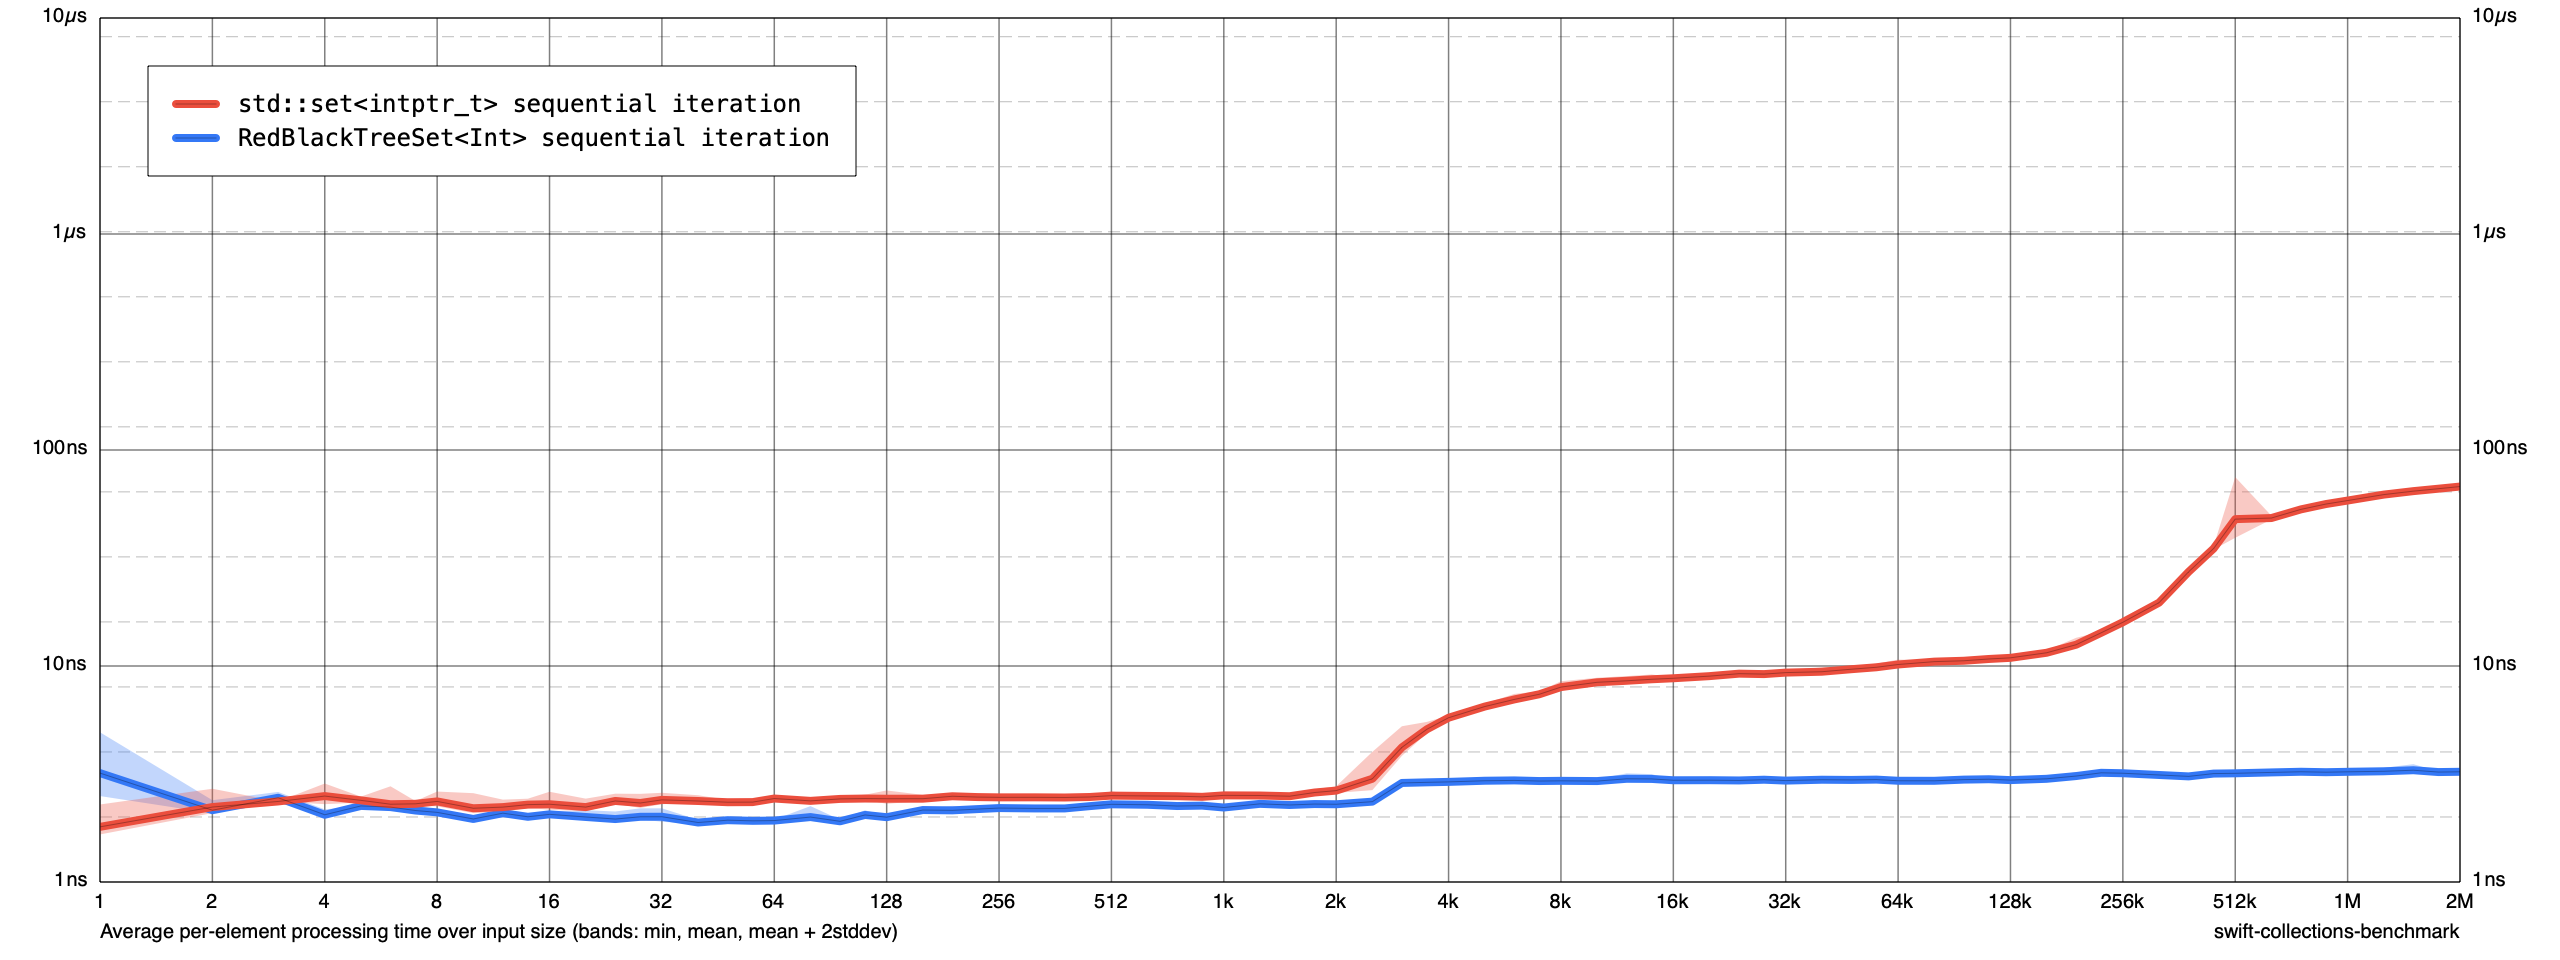 10µs
10µs
std::set<intptr_t> sequential iteration
RedBlackTreeSet<Int> sequential iteration
1µs
1µs
100ns
100ns
10ns
10ns
1ns
1ns
1 2 4 8 16 32 64 128 256 512 1k 2k 4k 8k 16k 32k 64k 128k 256k 512k 1M 2M
Average per-element processing time over input size (bands: min, mean, mean + 2stddev)
swift-collections-benchmark